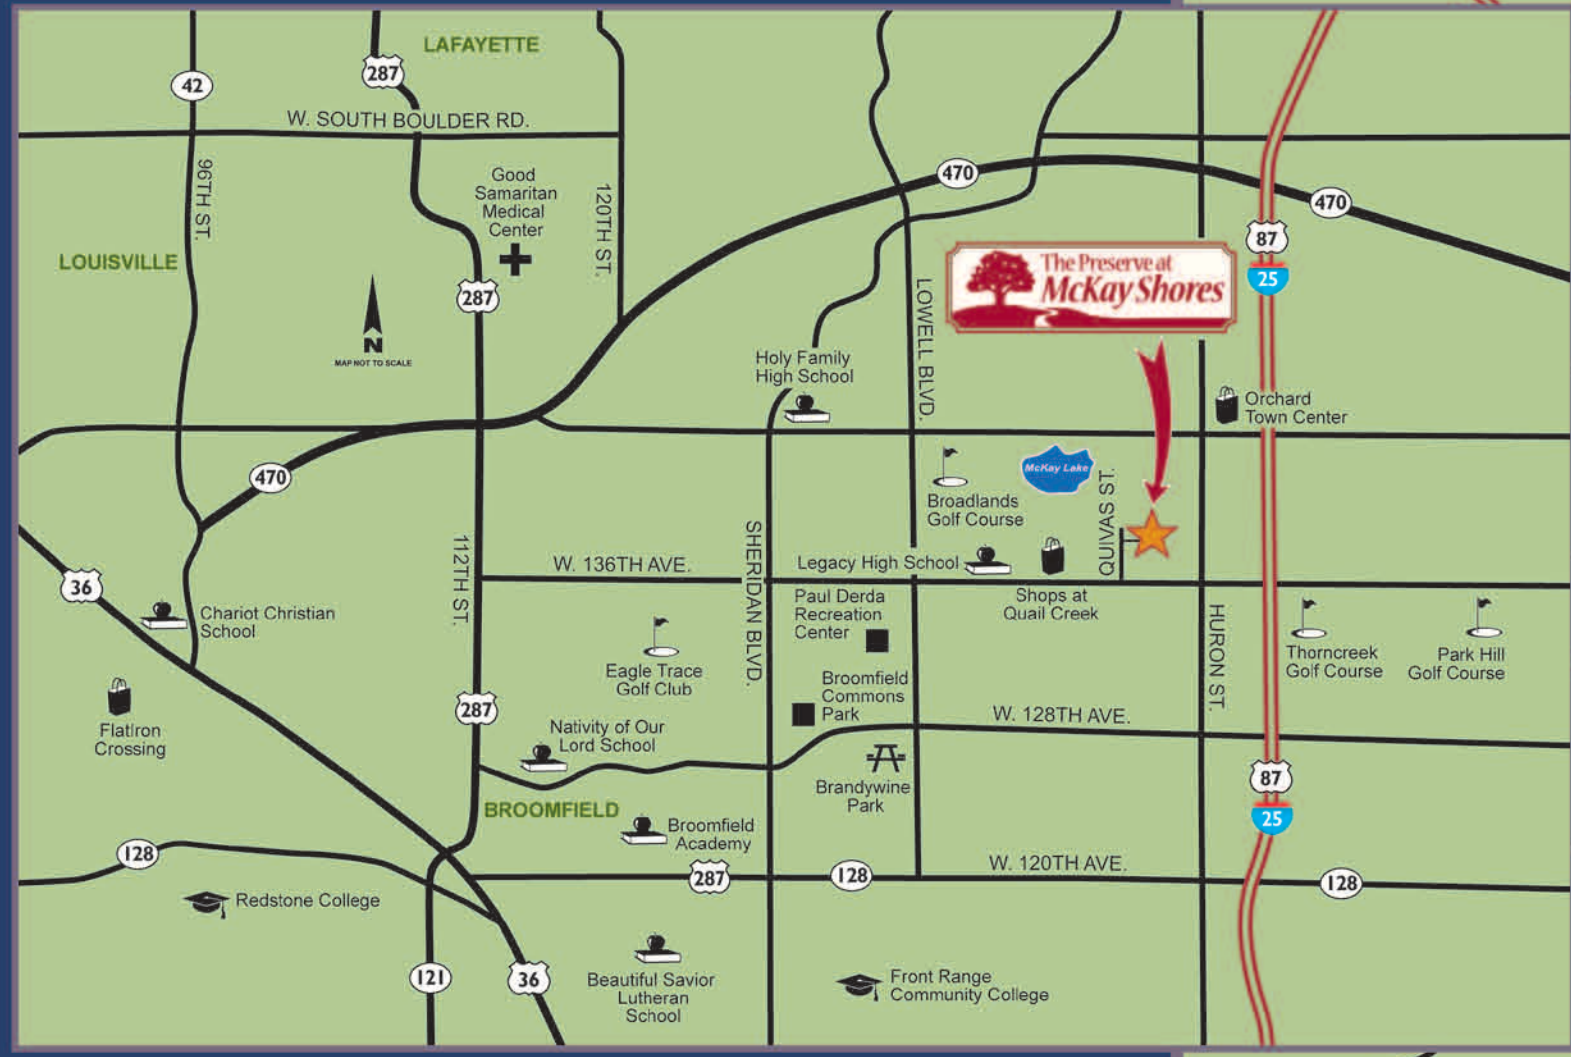 LAFAYETTE
287
42
W. SOUTH BOULDER RD.
96TH ST.
Good
Samaritan
Medical
Center
120TH ST.
470
470
87
25
LOUISVILLE
287
N
MAP NOT TO SCALE
The Preserve at
McKay Shores
LOWELL BLVD.
Holy Family
High School
Orchard
Town Center
470
Broadlands
Golf Course
McKay Lake
QUIVAS ST.
112TH ST.
W. 136TH AVE.
SHERIDAN BLVD.
Legacy High School
Shops at
Quail Creek
36
Chariot Christian
School
Paul Derda
Recreation
Center
HURON ST.
Thorncreek
Golf Course
Park Hill
Golf Course
Eagle Trace
Golf Club
Broomfield
Commons
Park
287
FlatIron
Crossing
Nativity of Our
Lord School
W. 128TH AVE.
Brandywine
Park
87
25
BROOMFIELD
Broomfield
Academy
128
287
128
W. 120TH AVE.
128
Redstone College
121
36
Beautiful Savior
Lutheran
School
Front Range
Community College